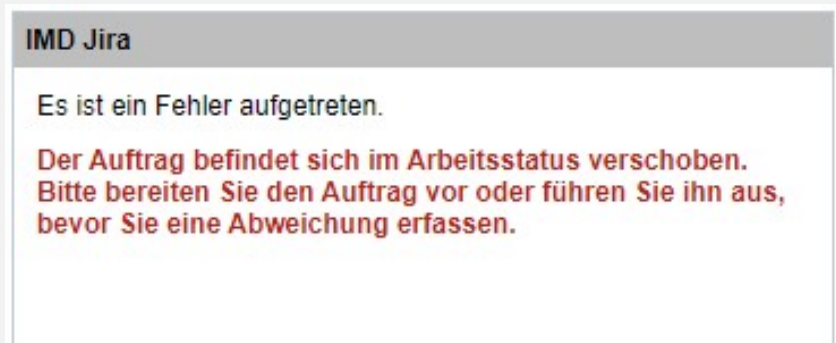 IMD Jira
Es ist ein Fehler aufgetreten.
Der Auftrag befindet sich im Arbeitsstatus verschoben.
Bitte bereiten Sie den Auftrag vor oder führen Sie ihn aus,
bevor Sie eine Abweichung erfassen.